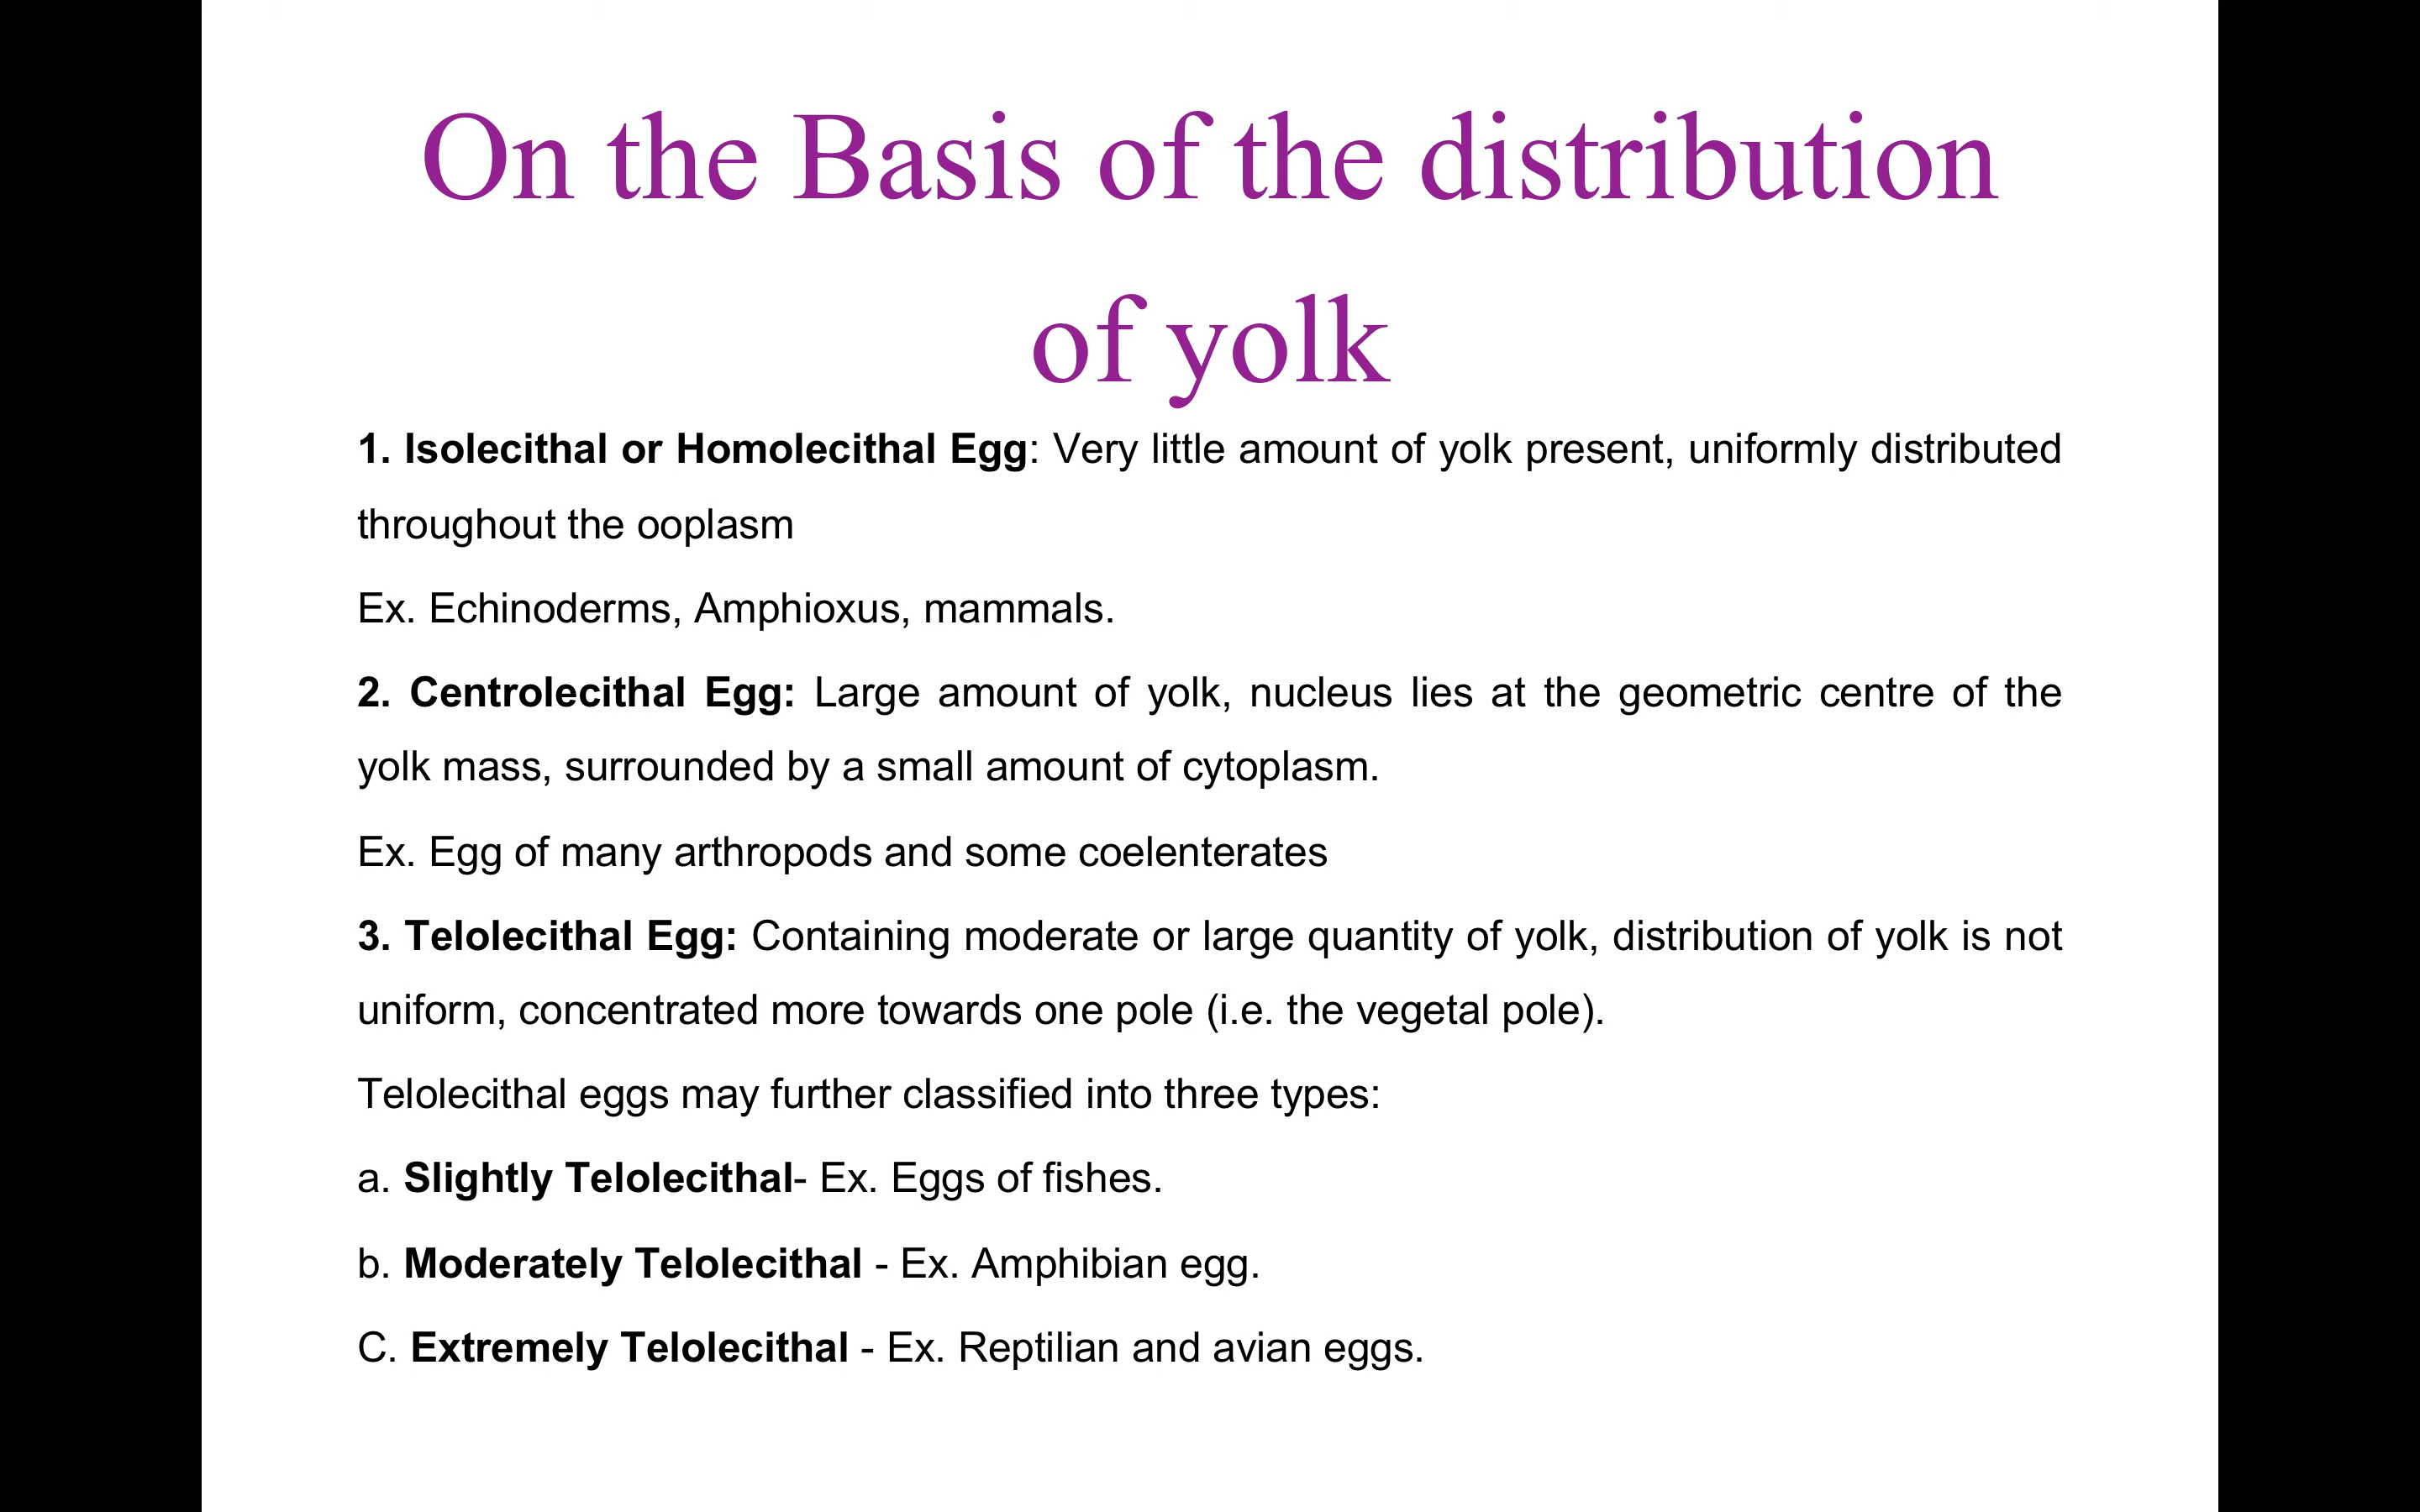 On the Basis of the distribution
of yolk
1. Isolecithal or Homolecithal Egg: Very little amount of yolk present, uniformly distributed
throughout the ooplasm
Ex. Echinoderms, Amphioxus, mammals.
2. Centrolecithal Egg: Large amount of yolk, nucleus lies at the geometric centre of the
yolk mass, surrounded by a small amount of cytoplasm.
Ex. Egg of many arthropods and some coelenterates
3. Telolecithal Egg: Containing moderate or large quantity of yolk, distribution of yolk is not
uniform, concentrated more towards one pole (i.e. the vegetal pole).
Telolecithal eggs may further classified into three types:
a. Slightly Telolecithal- Ex. Eggs of fishes.
b. Moderately Telolecithal - Ex. Amphibian egg.
C. Extremely Telolecithal - Ex. Reptilian and avian eggs.